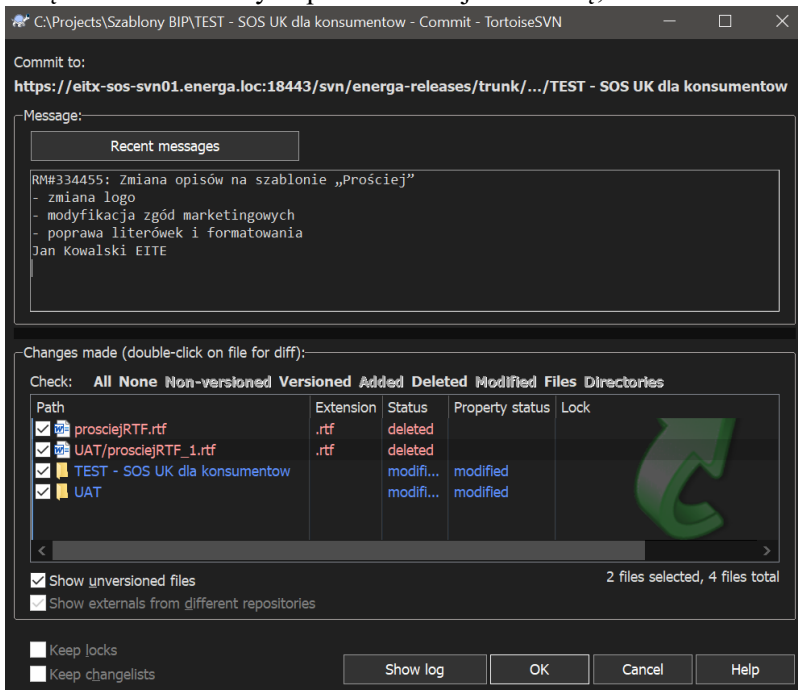 C:\Projects\Szablony BIP\TEST - SOS UK dla konsumentow - Commit - TortoiseSVN
Commit to:
https://eitx-sos-svn01.energa.loc:18443/svn/energa-releases/trunk/.../TEST - SOS UK dla konsumentow
Message:
Recent messages
RM#334455: Zmiana opisów na szablonie „Prościej”
- zmiana logo
- modyfikacja zgód marketingowych
- poprawa literówek i formatowania
Jan Kowalski EITE
Changes made (double-click on file for diff):
Check: All None Non-versioned Versioned Added Deleted Modified Files Directories
Path Extension Status Property status Lock
prosciejRTF.rtf .rtf deleted
UAT/prosciejRTF_1.rtf .rtf deleted
TEST - SOS UK dla konsumentow modifi... modified
UAT modifi... modified
Show unversioned files
2 files selected, 4 files total
Show externals from different repositories
Keep locks
Keep changelists
Show log OK Cancel Help